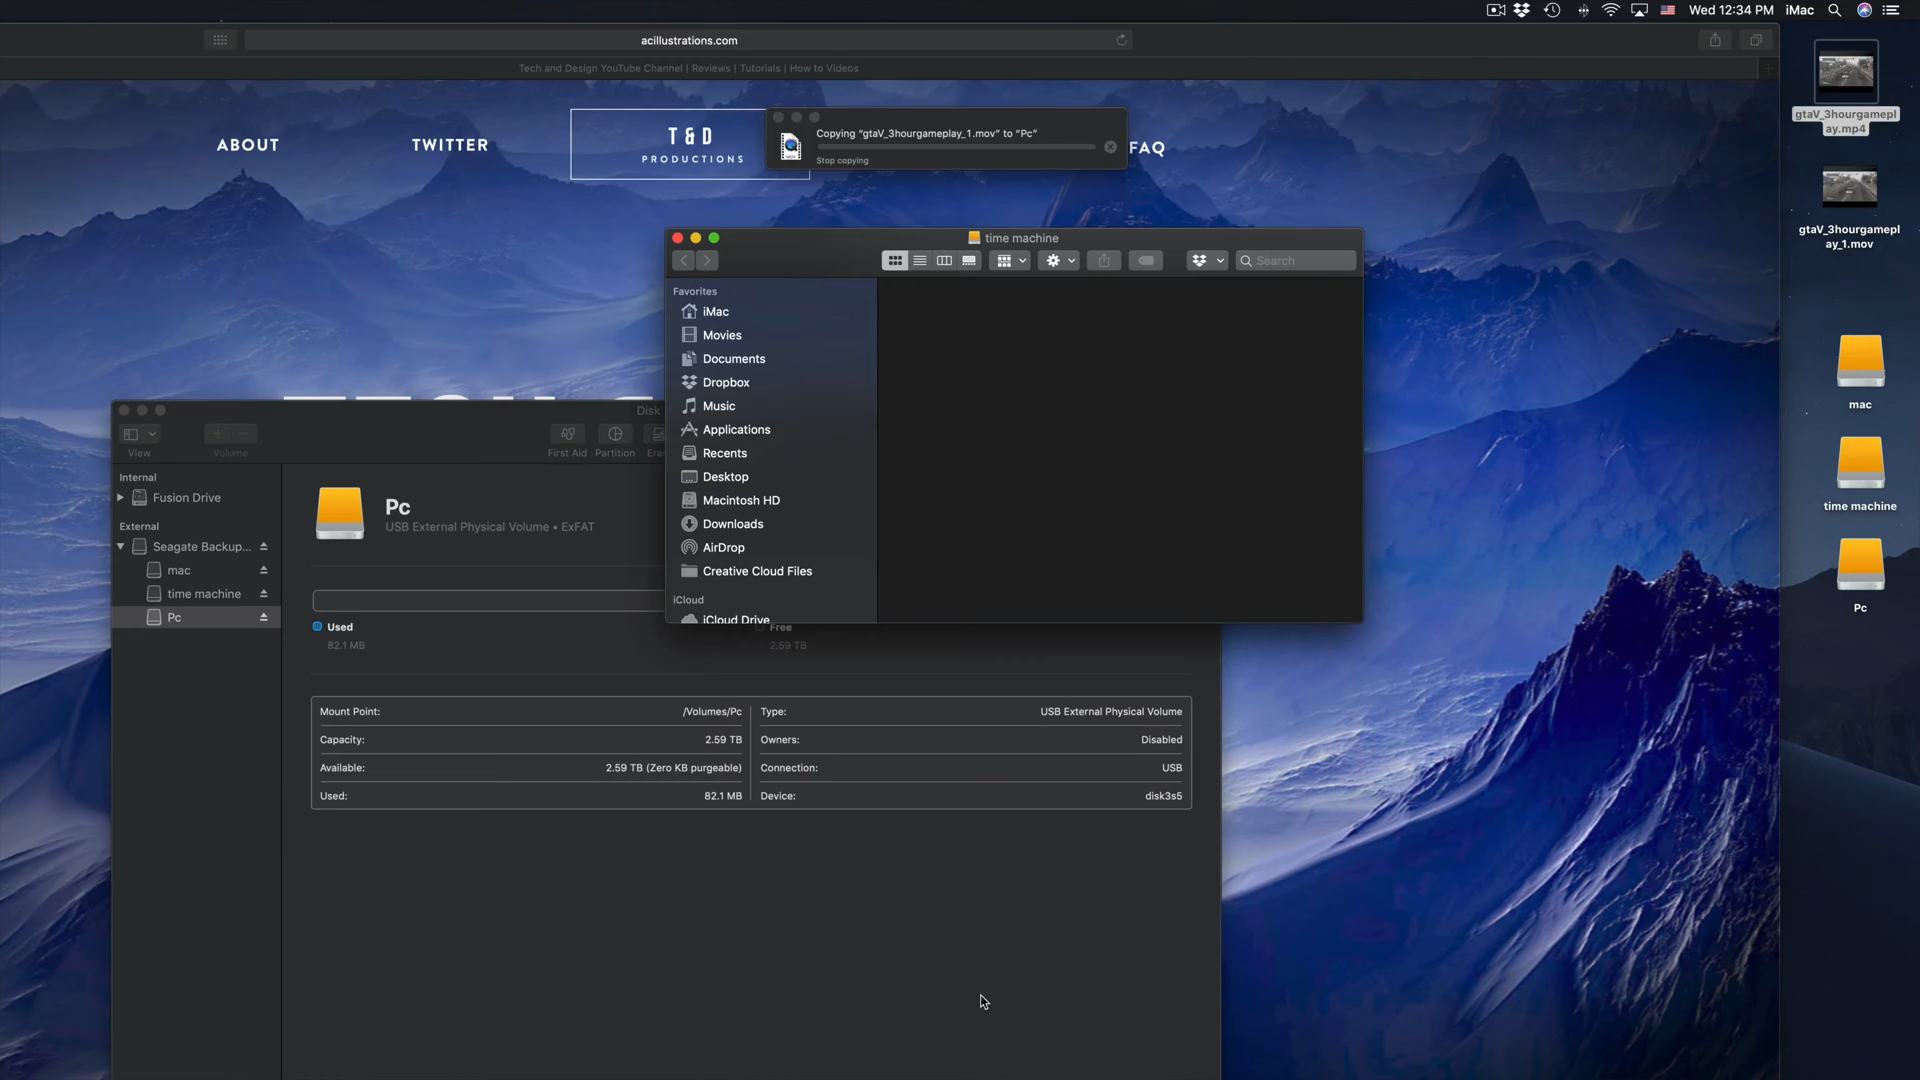 Wed 12:34 PM
iMac
acillustrations.com
Tech and Design YouTube Channel | Reviews | Tutorials | How to Videos
ABOUT
TWITTER
T & D
PRODUCTIONS
FAQ
Copying “gtaV_3hourgameplay_1.mov” to “Pc”
Stop copying
time machine
Search
Favorites
iMac
Movies
Documents
Dropbox
Music
Applications
Recents
Desktop
Macintosh HD
Downloads
AirDrop
Creative Cloud Files
iCloud
iCloud Drive
Disk
View
Volume
First Aid
Partition
Eras
Internal
Fusion Drive
External
Seagate Backup...
mac
time machine
Pc
Pc
USB External Physical Volume • ExFAT
Used
82.1 MB
Free
2.59 TB
Mount Point:
/Volumes/Pc
Type:
USB External Physical Volume
Capacity:
2.59 TB
Owners:
Disabled
Available:
2.59 TB (Zero KB purgeable)
Connection:
USB
Used:
82.1 MB
Device:
disk3s5
gtaV_3hourgamepl
ay.mp4
gtaV_3hourgamepl
ay_1.mov
mac
time machine
Pc